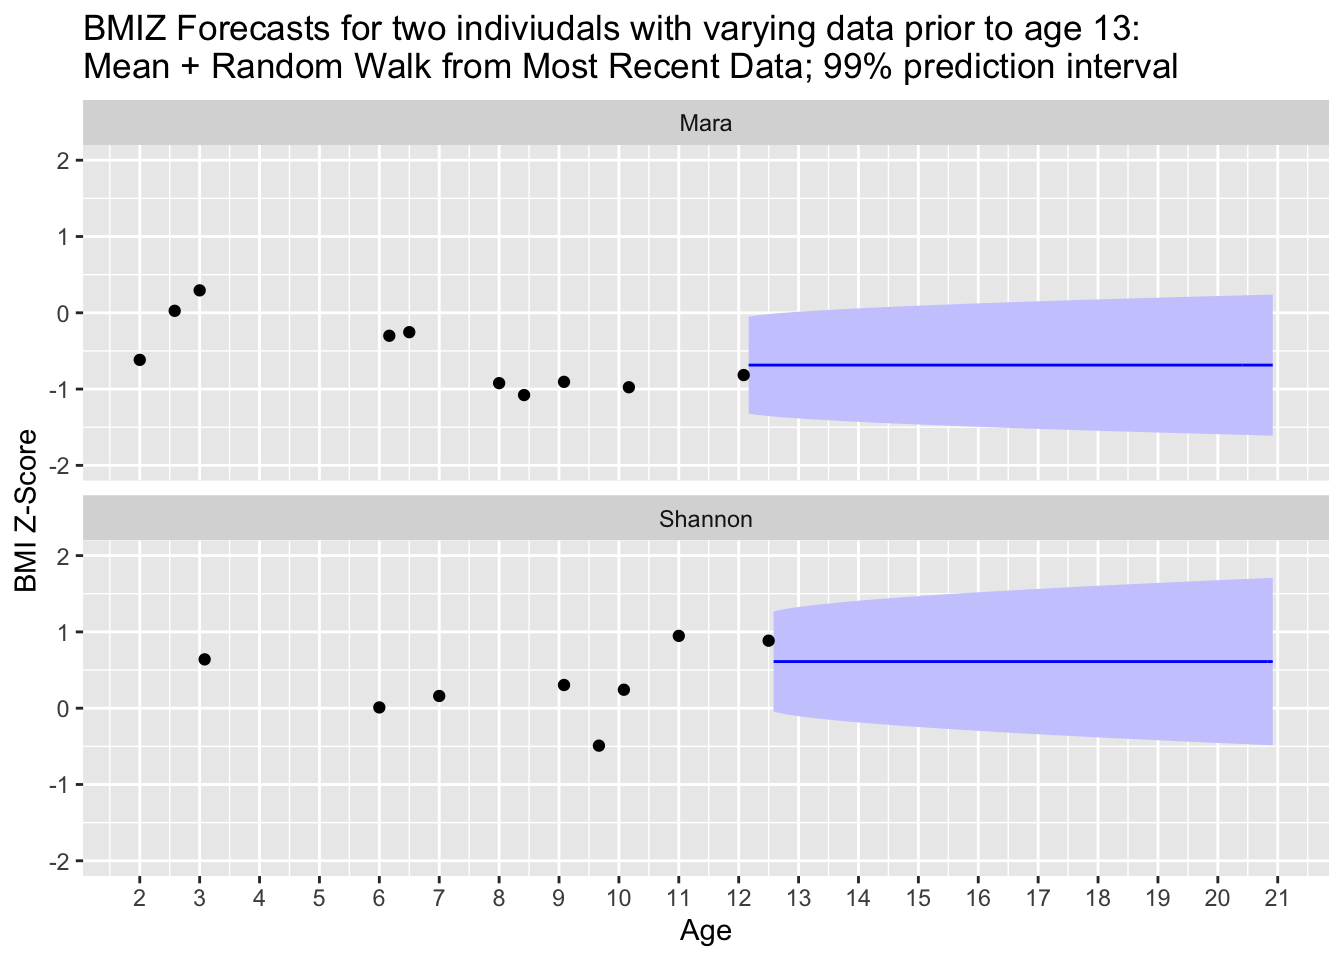 BMIZ Forecasts for two indiviudals with varying data prior to age 13:
Mean + Random Walk from Most Recent Data; 99% prediction interval
Mara
2
1
0
-1
-2
Shannon
2
1
0
-1
-2
BMI Z-Score
2 3 4 5 6 7 8 9 10 11 12 13 14 15 16 17 18 19 20 21
Age